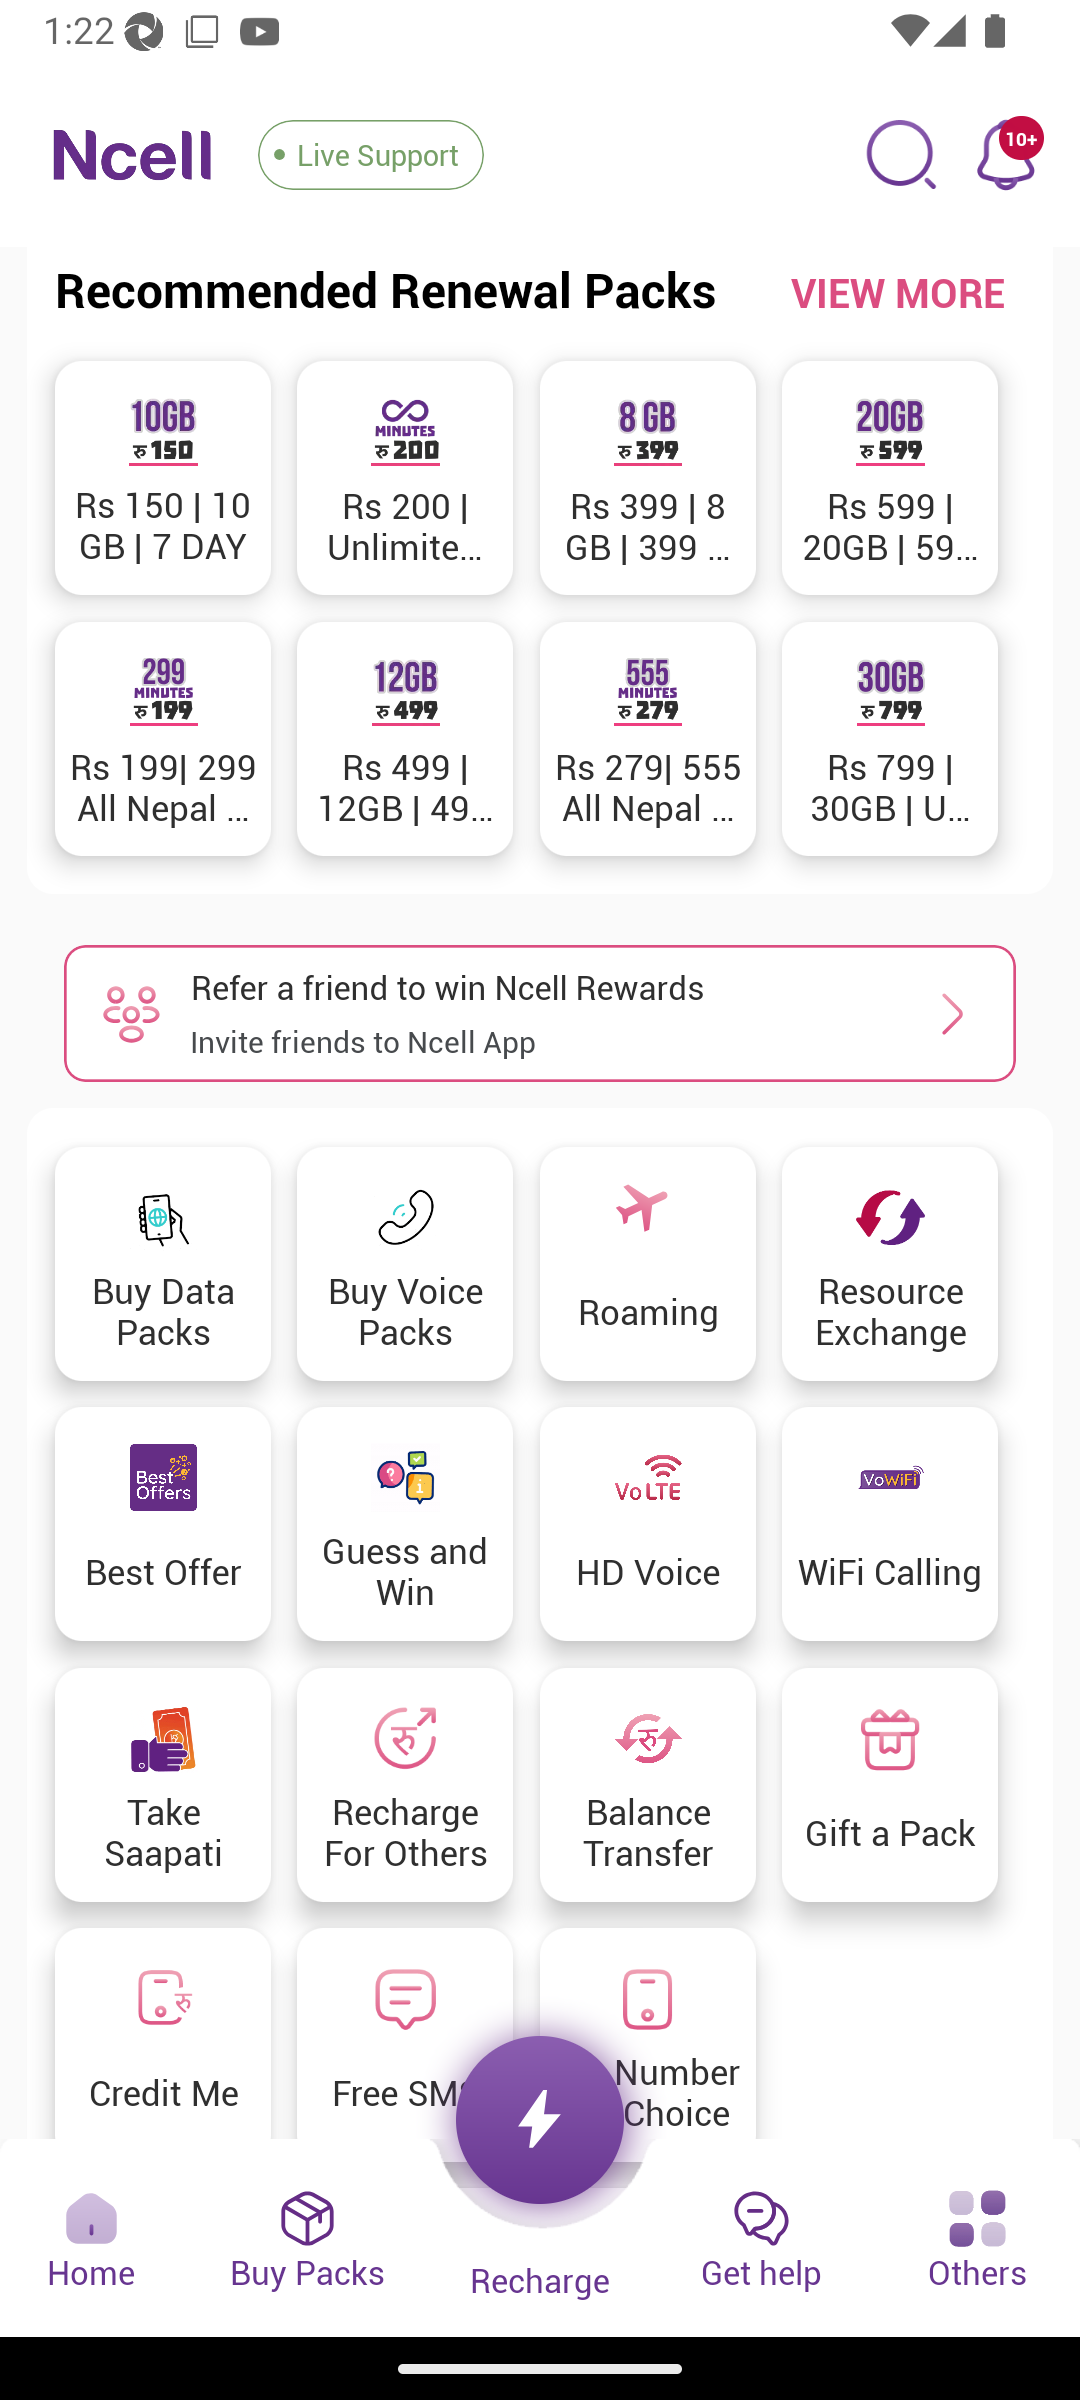 1:22
Ncell
Live Support
10+
Recommended Renewal Packs
VIEW MORE
10GB
रु 150
Rs 150 | 10
GB | 7 DAY
MINUTES
रु 200
Rs 200 |
Unlimite...
8 GB
रु 399
Rs 399 | 8
GB | 399 ...
20GB
रु 599
Rs 599 |
20GB | 59...
299
MINUTES
रु 199
Rs 199| 299
All Nepal ...
12GB
रु 499
Rs 499 |
12GB | 49...
555
MINUTES
रु 279
Rs 279| 555
All Nepal ...
30GB
रु 799
Rs 799 |
30GB | U...
Refer a friend to win Ncell Rewards
Invite friends to Ncell App
Buy Data
Packs
Buy Voice
Packs
Roaming
Resource
Exchange
Best
Offers
Best Offer
Guess and
Win
VoLTE
HD Voice
VoWiFi
WiFi Calling
Take
Saapati
रु
Recharge
For Others
रु
Balance
Transfer
Gift a Pack
रु
Credit Me
Free SMS
Number
Choice
Home
Buy Packs
Recharge
Get help
Others